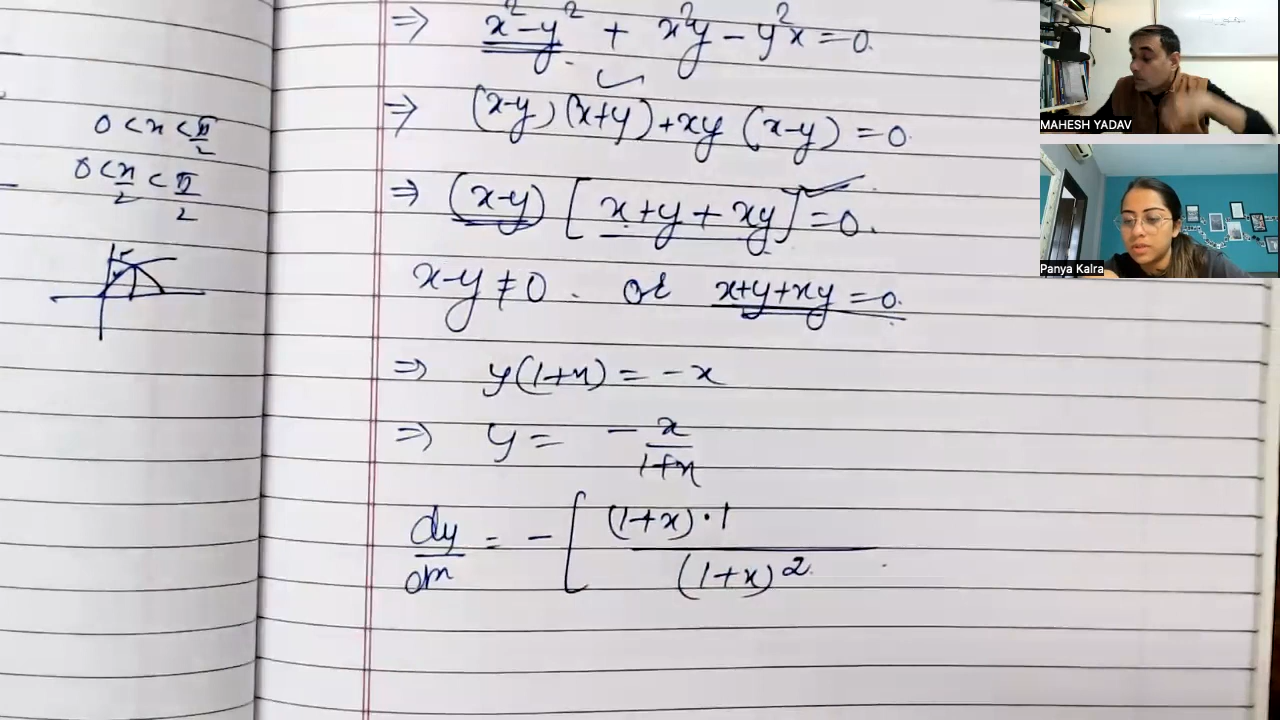 0 < x < π/2
0 < x/2 < π/2
⇒ x² - y² + x²y - y²x = 0.
⇒ (x-y)(x+y) + xy (x-y) = 0.
⇒ (x-y) [x+y+xy] = 0.
x-y ≠ 0. or x+y+xy = 0.
⇒ y(1+x) = -x
⇒ y = - x/1+x
dy/dx = - [ (1+x)·1 / (1+x)²
MAHESH YADAV
Panya Kalra